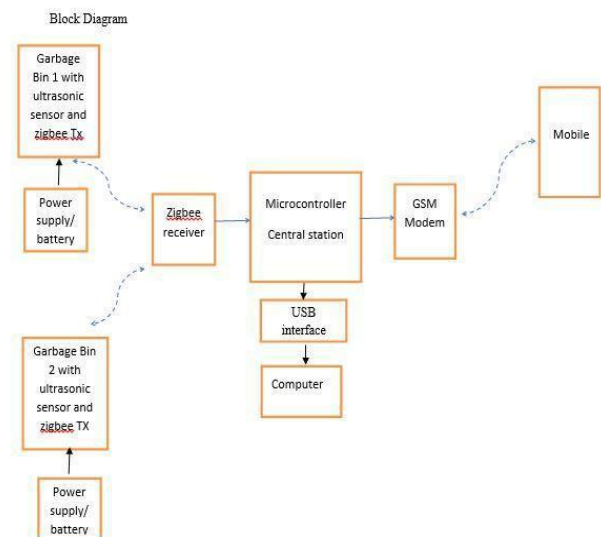 Block Diagram
Garbage
Bin 1 with
ultrasonic
sensor and
zigbee Tx
Power
supply/
battery
Zigbee
receiver
Microcontroller
Central station
GSM
Modem
Mobile
USB
interface
Computer
Garbage Bin
2 with
ultrasonic
sensor and
zigbee TX
Power
supply/
battery